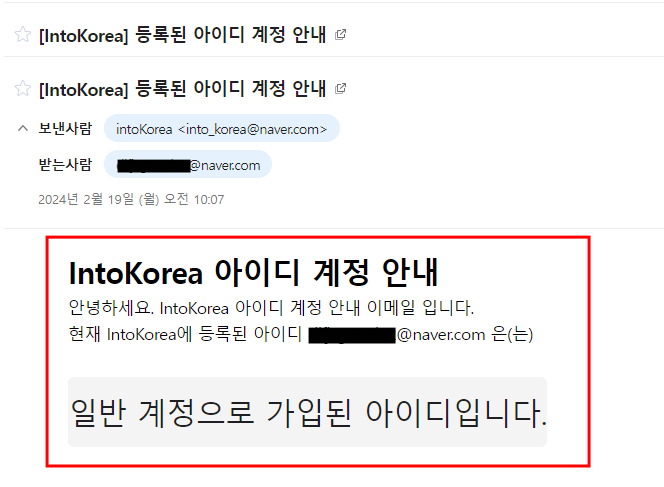 [IntoKorea] 등록된 아이디 계정 안내
[IntoKorea] 등록된 아이디 계정 안내
보낸사람 intoKorea <into_korea@naver.com>
받는사람 @naver.com
2024년 2월 19일 (월) 오전 10:07
IntoKorea 아이디 계정 안내
안녕하세요. IntoKorea 아이디 계정 안내 이메일 입니다.
현재 IntoKorea에 등록된 아이디 @naver.com 은(는)
일반 계정으로 가입된 아이디입니다.